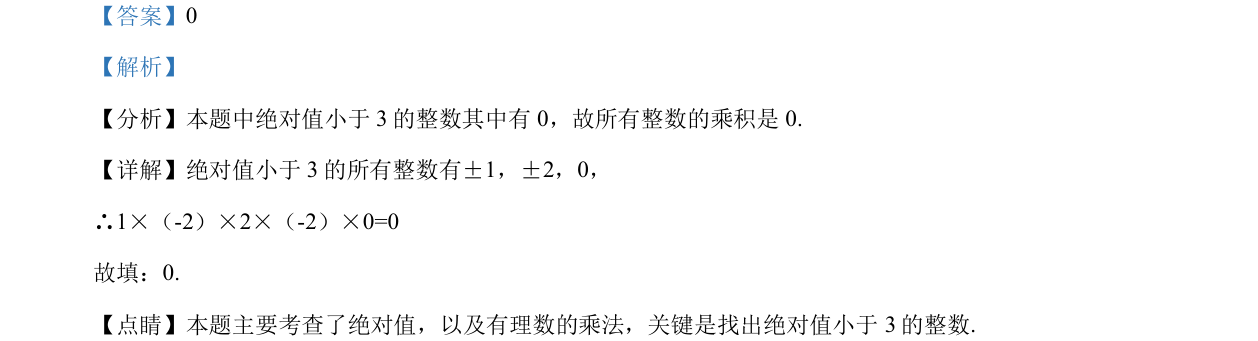 【答案】0
【解析】
【分析】本题中绝对值小于 3 的整数其中有 0，故所有整数的乘积是 0.
【详解】绝对值小于 3 的所有整数有±1，±2，0，
∴1×（-2）×2×（-2）×0=0
故填：0.
【点睛】本题主要考查了绝对值，以及有理数的乘法，关键是找出绝对值小于 3 的整数.